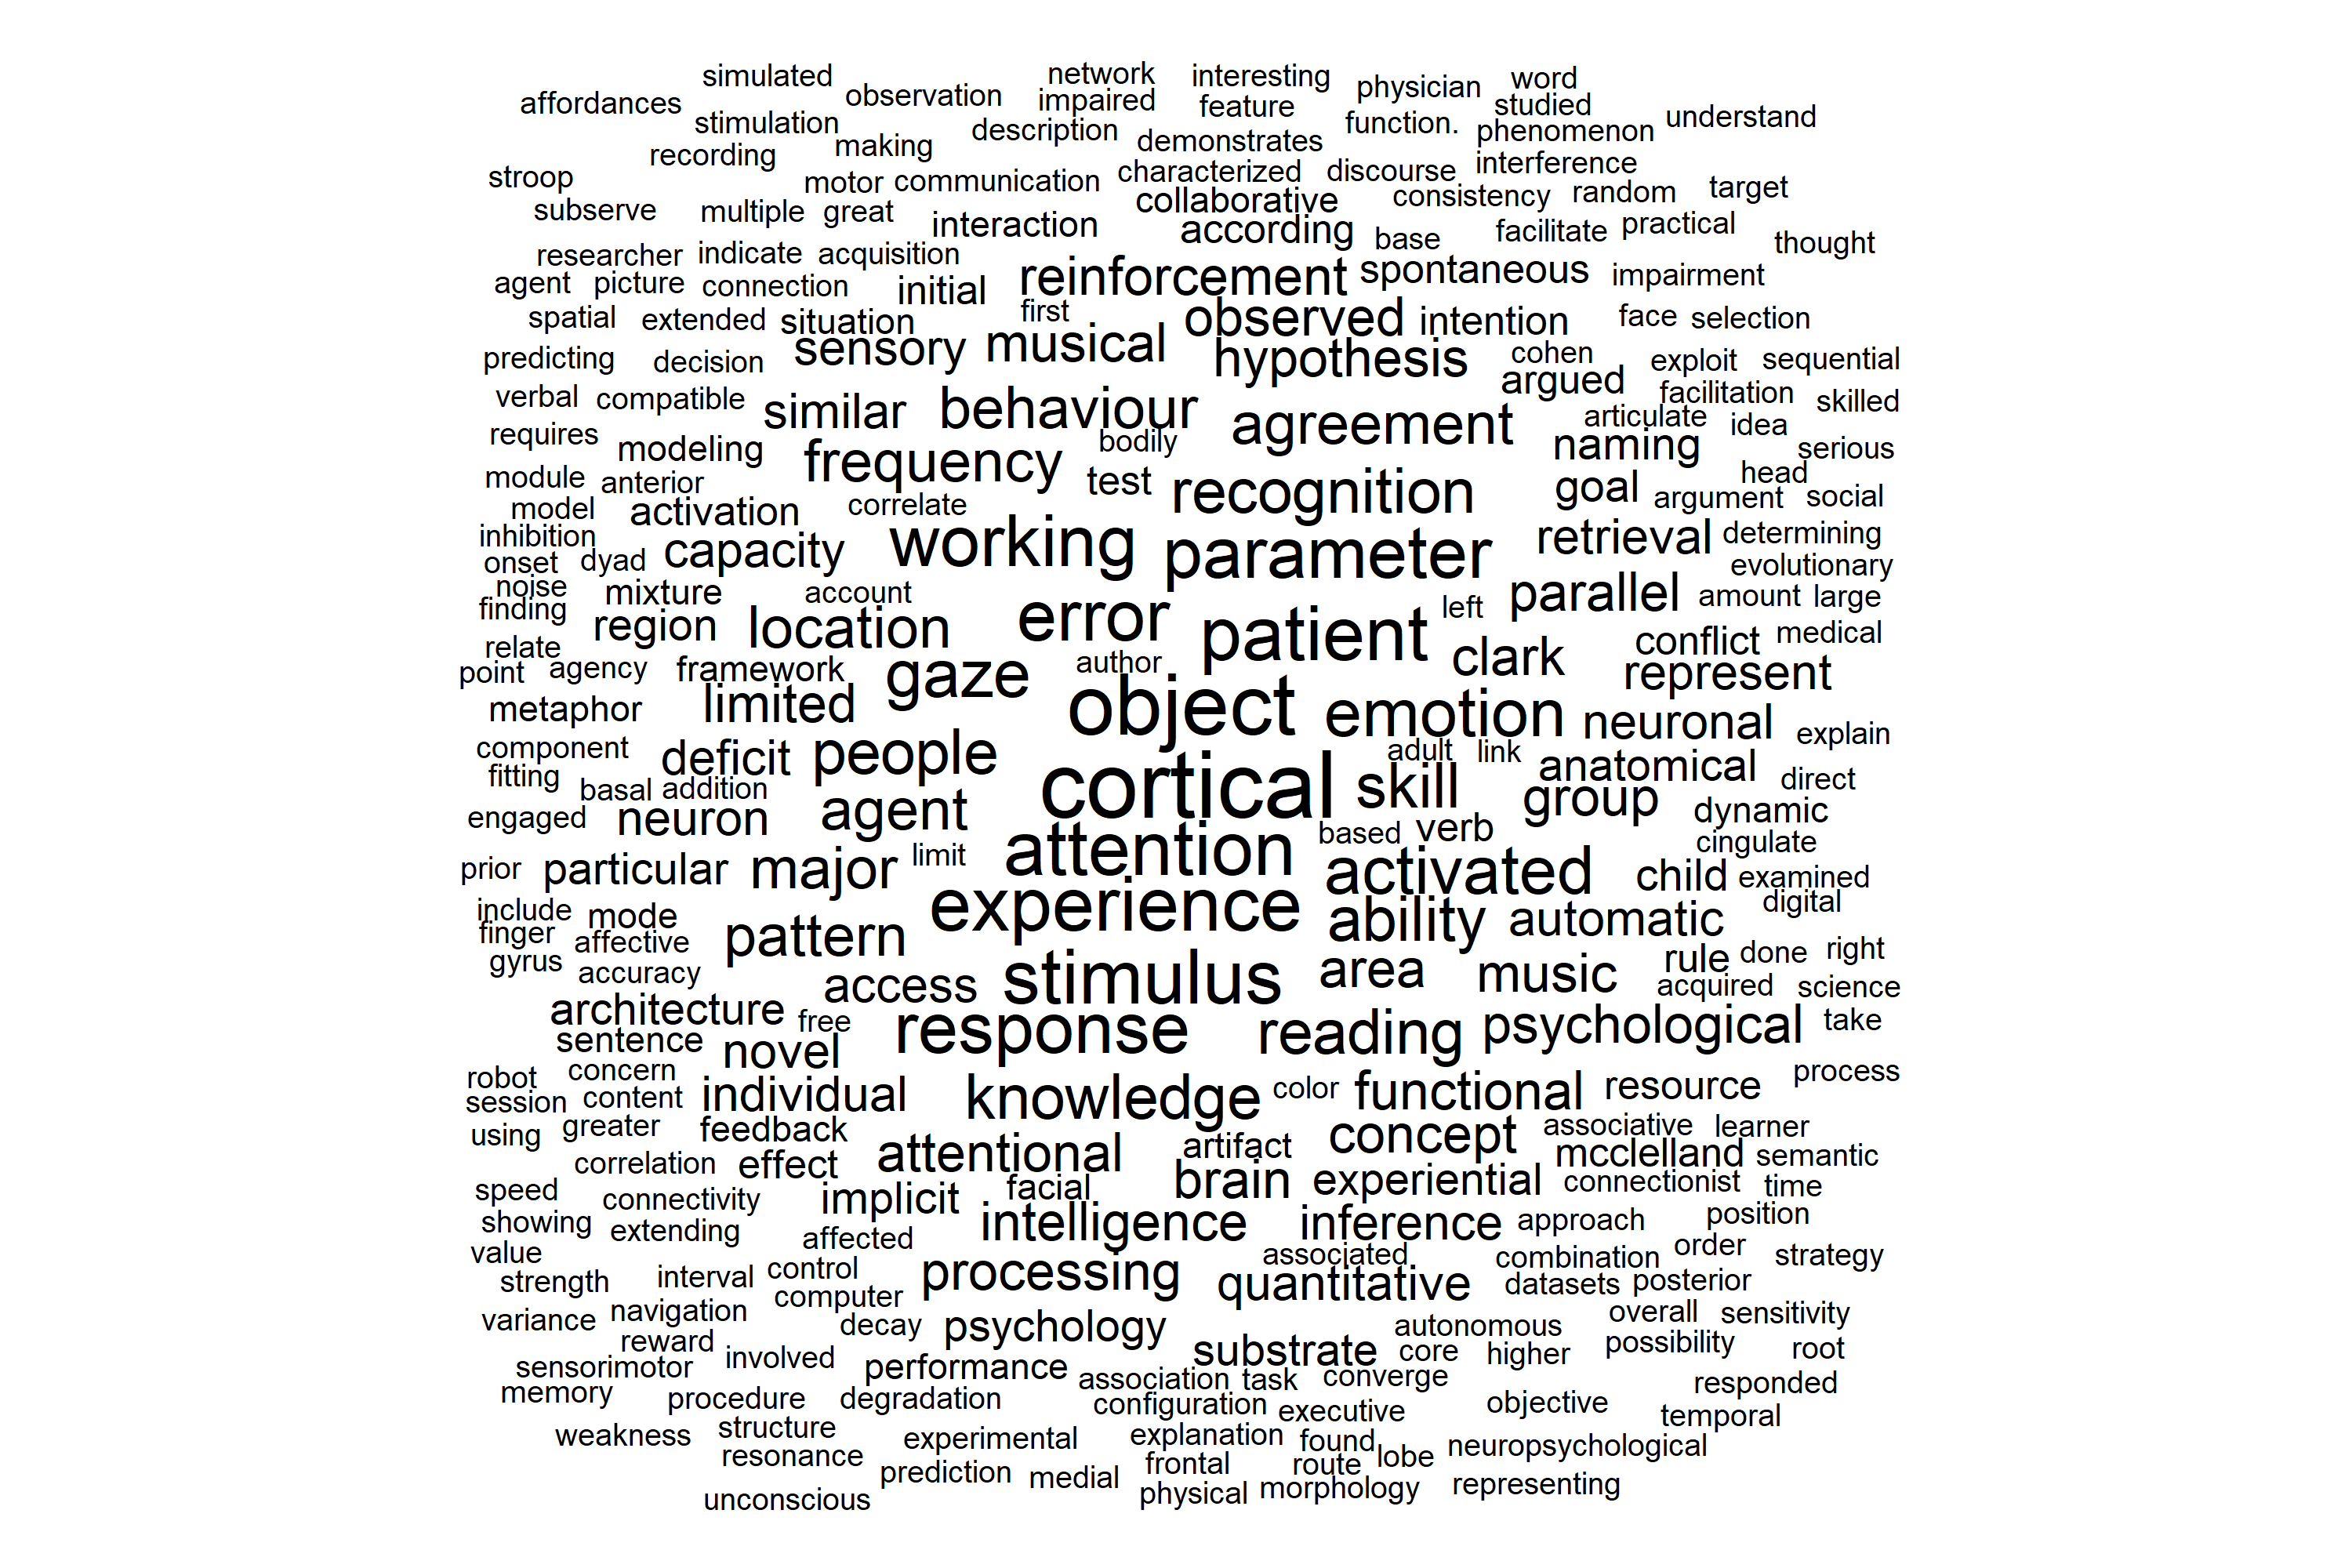 simulated network interesting physician word
affordances observation impaired feature studied
stimulation description demonstrates function. phenomenon understand
recording making characterized discourse interference
stroop motor communication collaborative consistency random target
subserve multiple great interaction according base facilitate practical thought
researcher indicate acquisition reinforcement spontaneous impairment
agent picture connection initial first observed intention face selection
spatial extended situation sensory musical hypothesis cohen exploit sequential
predicting decision argued facilitation skilled
verbal compatible similar behaviour agreement articulate idea
requires modeling frequency bodily naming serious
module anterior test recognition goal head argument social
model activation correlate working parameter retrieval determining
inhibition capacity evolutionary
onset dyad
noise mixture account error parallel amount large
finding region location patient left conflict medical
relate author clark represent
point agency framework gaze
metaphor limited object emotion neuronal explain
component deficit people adult link anatomical direct
fitting basal addition cortical skill group dynamic
engaged neuron agent attention based verb cingulate
prior particular major limit activated child examined
include mode experience ability automatic digital
finger affective pattern rule done right
gyrus accuracy access stimulus area music acquired science
architecture free response reading psychological take
sentence novel
robot concern process
session content individual knowledge color functional resource
using greater feedback attentional artifact concept associative learner
correlation effect brain experiential mcclelland semantic
speed connectivity implicit facial connectionist time
showing extending affected intelligence inference approach position
value control processing associated combination order strategy
strength interval computer quantitative datasets posterior
variance navigation decay psychology autonomous overall sensitivity
reward substrate core higher possibility root
sensorimotor involved performance association task converge responded
memory procedure degradation configuration executive objective temporal
weakness structure experimental explanation found neuropsychological
resonance prediction medial frontal route lobe representing
unconscious physical morphology